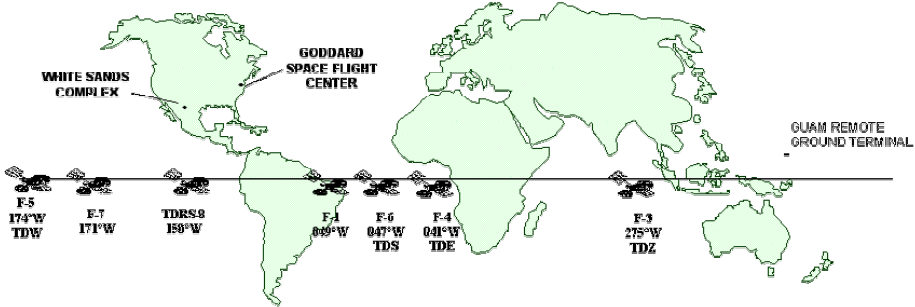 GODDARD
SPACE FLIGHT
CENTER
WHITE SANDS
COMPLEX
GUAM REMOTE
GROUND TERMINAL
F-5
174°W
TDW
F-7
171°W
TDRS-8
150°W
F-1
049°W
F-6
047°W
TDS
F-4
041°W
TDE
F-3
275°W
TDZ